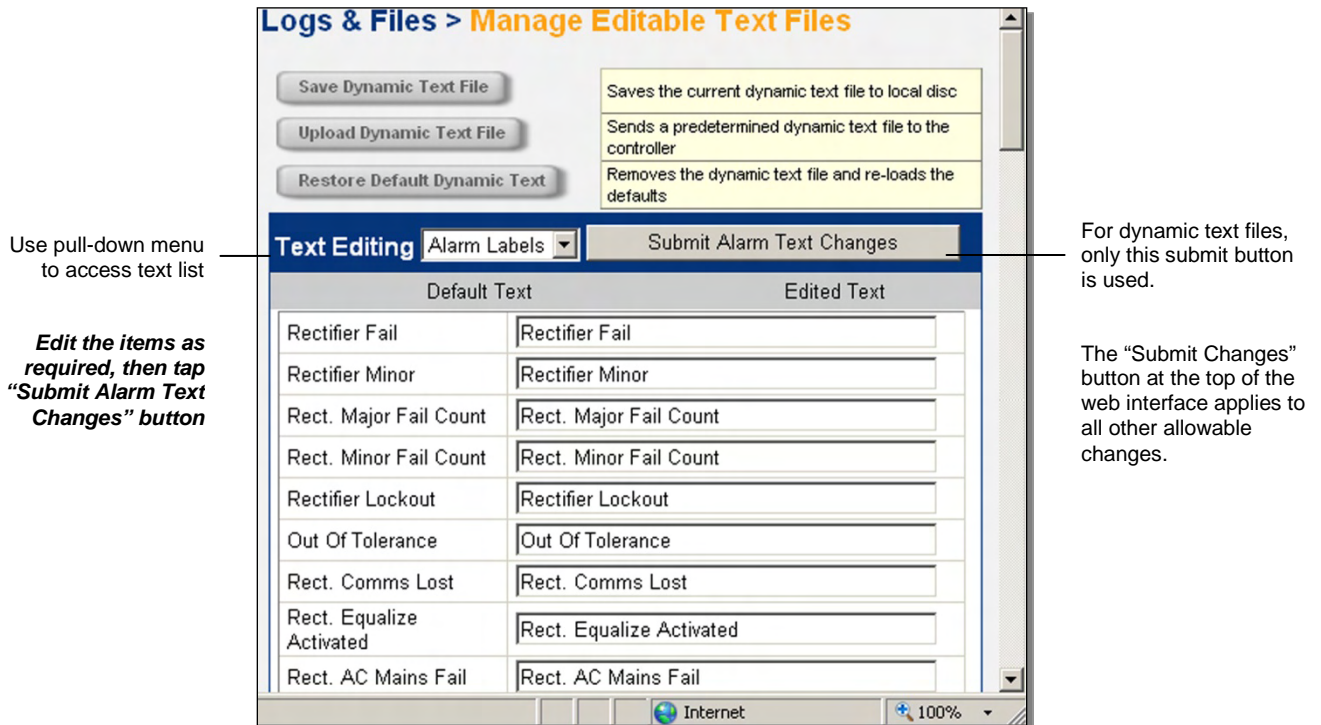 Logs & Files > Manage Editable Text Files
Save Dynamic Text File
Saves the current dynamic text file to local disc
Upload Dynamic Text File
Sends a predetermined dynamic text file to the
controller
Restore Default Dynamic Text
Removes the dynamic text file and re-loads the
defaults
Use pull-down menu
to access text list
Edit the items as
required, then tap
“Submit Alarm Text
Changes” button
Text Editing Alarm Labels Submit Alarm Text Changes
Default Text Edited Text
Rectifier Fail Rectifier Fail
Rectifier Minor Rectifier Minor
Rect. Major Fail Count Rect. Major Fail Count
Rect. Minor Fail Count Rect. Minor Fail Count
Rectifier Lockout Rectifier Lockout
Out Of Tolerance Out Of Tolerance
Rect. Comms Lost Rect. Comms Lost
Rect. Equalize
Activated
Rect. Equalize Activated
Rect. AC Mains Fail Rect. AC Mains Fail
Internet 100%
For dynamic text files,
only this submit button
is used.
The “Submit Changes”
button at the top of the
web interface applies to
all other allowable
changes.